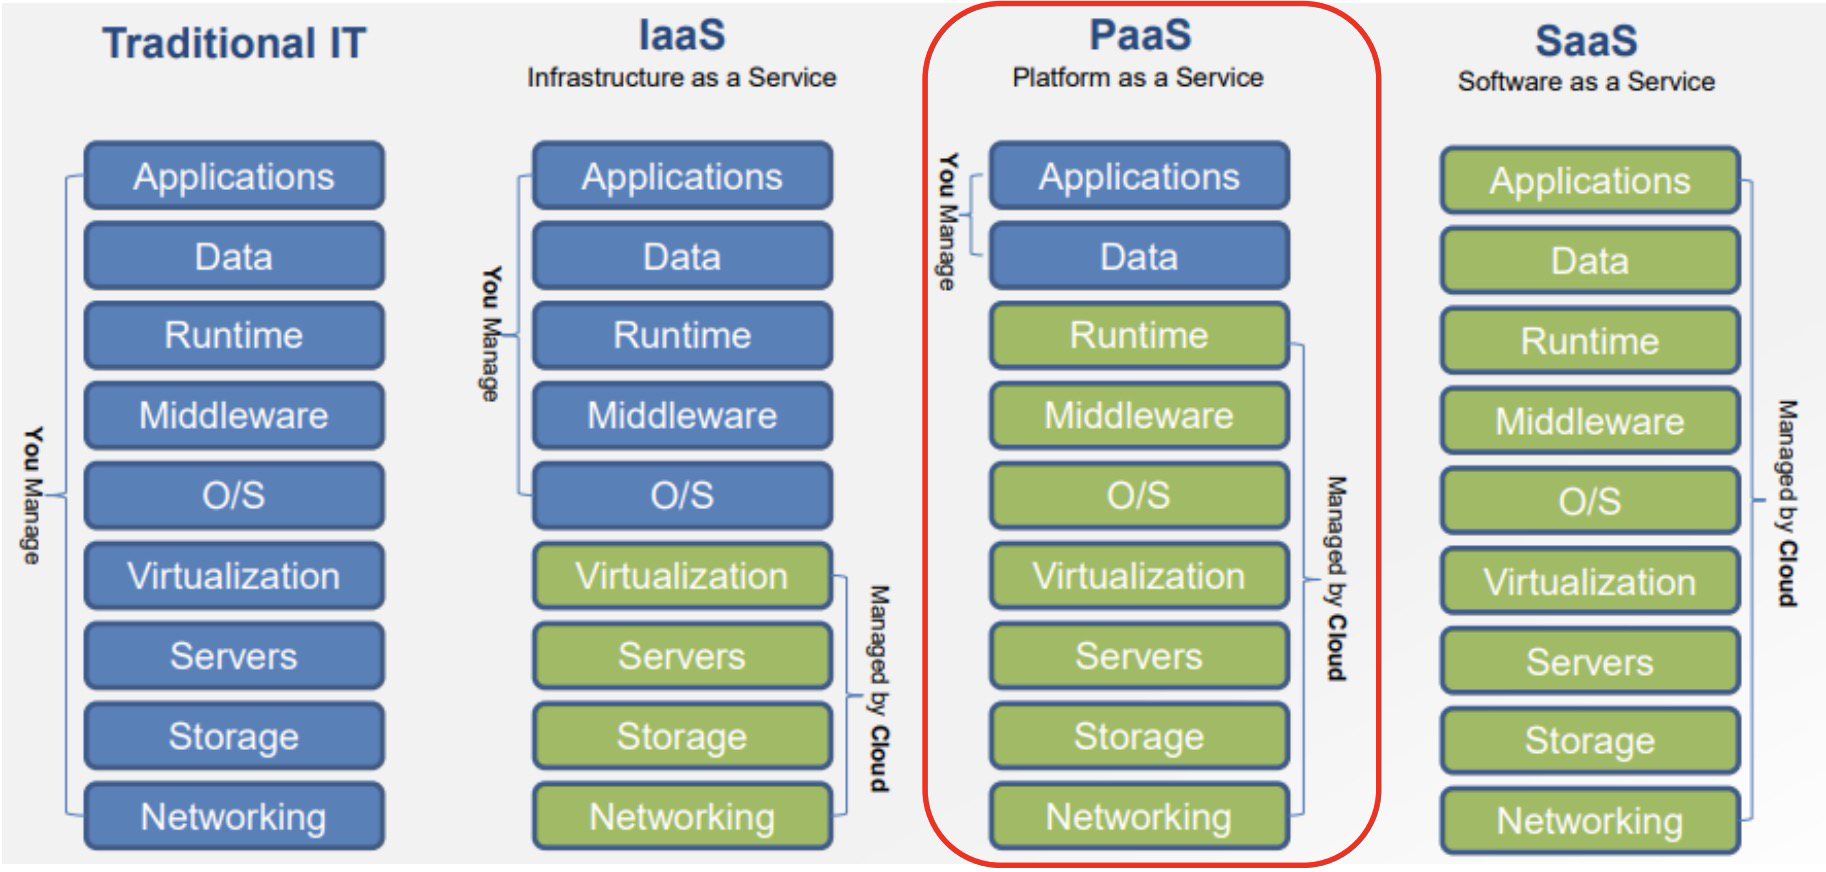 Traditional IT
Applications
Data
Runtime
Middleware
O/S
Virtualization
Servers
Storage
Networking
You Manage
IaaS
Infrastructure as a Service
Applications
Data
Runtime
Middleware
O/S
Virtualization
Servers
Storage
Networking
You Manage
Managed by Cloud
PaaS
Platform as a Service
Applications
Data
Runtime
Middleware
O/S
Virtualization
Servers
Storage
Networking
You Manage
Managed by Cloud
SaaS
Software as a Service
Applications
Data
Runtime
Middleware
O/S
Virtualization
Servers
Storage
Networking
Managed by Cloud